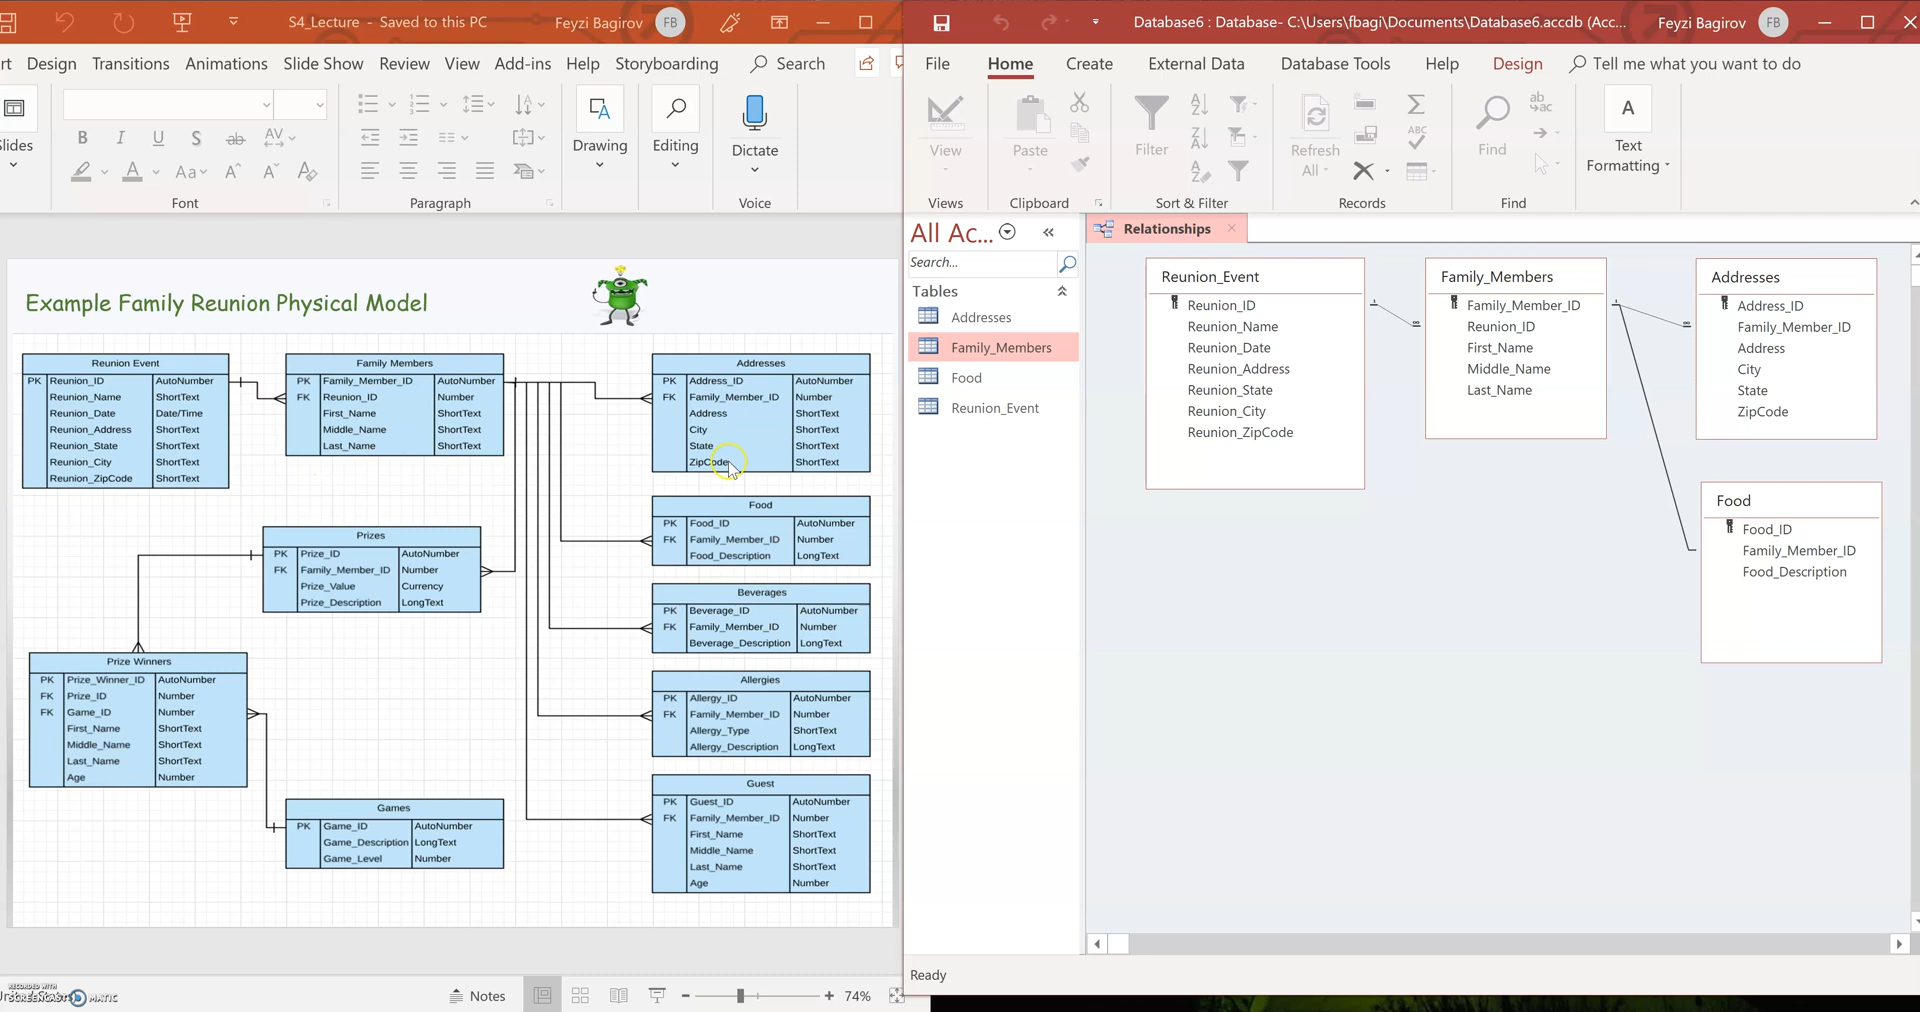 S4_Lecture - Saved to this PC
Feyzi Bagirov
FB
Design Transitions Animations Slide Show Review View Add-ins Help Storyboarding Search
Slides
Drawing
Editing
Dictate
Font
Paragraph
Voice
Example Family Reunion Physical Model
Reunion Event
PK Reunion_ID AutoNumber
Reunion_Name ShortText
Reunion_Date Date/Time
Reunion_Address ShortText
Reunion_State ShortText
Reunion_City ShortText
Reunion_ZipCode ShortText
Family Members
PK Family_Member_ID AutoNumber
FK Reunion_ID Number
First_Name ShortText
Middle_Name ShortText
Last_Name ShortText
Addresses
PK Address_ID AutoNumber
FK Family_Member_ID Number
Address ShortText
City ShortText
State ShortText
ZipCode ShortText
Prizes
PK Prize_ID AutoNumber
FK Family_Member_ID Number
Prize_Value Currency
Prize_Description LongText
Food
PK Food_ID AutoNumber
FK Family_Member_ID Number
Food_Description LongText
Beverages
PK Beverage_ID AutoNumber
FK Family_Member_ID Number
Beverage_Description LongText
Prize Winners
PK Prize_Winner_ID AutoNumber
FK Prize_ID Number
FK Game_ID Number
First_Name ShortText
Middle_Name ShortText
Last_Name ShortText
Age Number
Allergies
PK Allergy_ID AutoNumber
FK Family_Member_ID Number
Allergy_Type ShortText
Allergy_Description LongText
Games
PK Game_ID AutoNumber
Game_Description LongText
Game_Level Number
Guest
PK Guest_ID AutoNumber
FK Family_Member_ID Number
First_Name ShortText
Middle_Name ShortText
Last_Name ShortText
Age Number
RECORDED WITH
SCREENCAST MATIC
Notes
74%
Database6 : Database- C:\Users\fbagi\Documents\Database6.accdb (Acc...
Feyzi Bagirov
FB
File Home Create External Data Database Tools Help Design Tell me what you want to do
View
Paste
Filter
Refresh
All
Find
Text
Formatting
Views
Clipboard
Sort & Filter
Records
Find
All Ac...
Search...
Tables
Addresses
Family_Members
Food
Reunion_Event
Relationships
Reunion_Event
Reunion_ID
Reunion_Name
Reunion_Date
Reunion_Address
Reunion_State
Reunion_City
Reunion_ZipCode
Family_Members
Family_Member_ID
Reunion_ID
First_Name
Middle_Name
Last_Name
Addresses
Address_ID
Family_Member_ID
Address
City
State
ZipCode
Food
Food_ID
Family_Member_ID
Food_Description
Ready